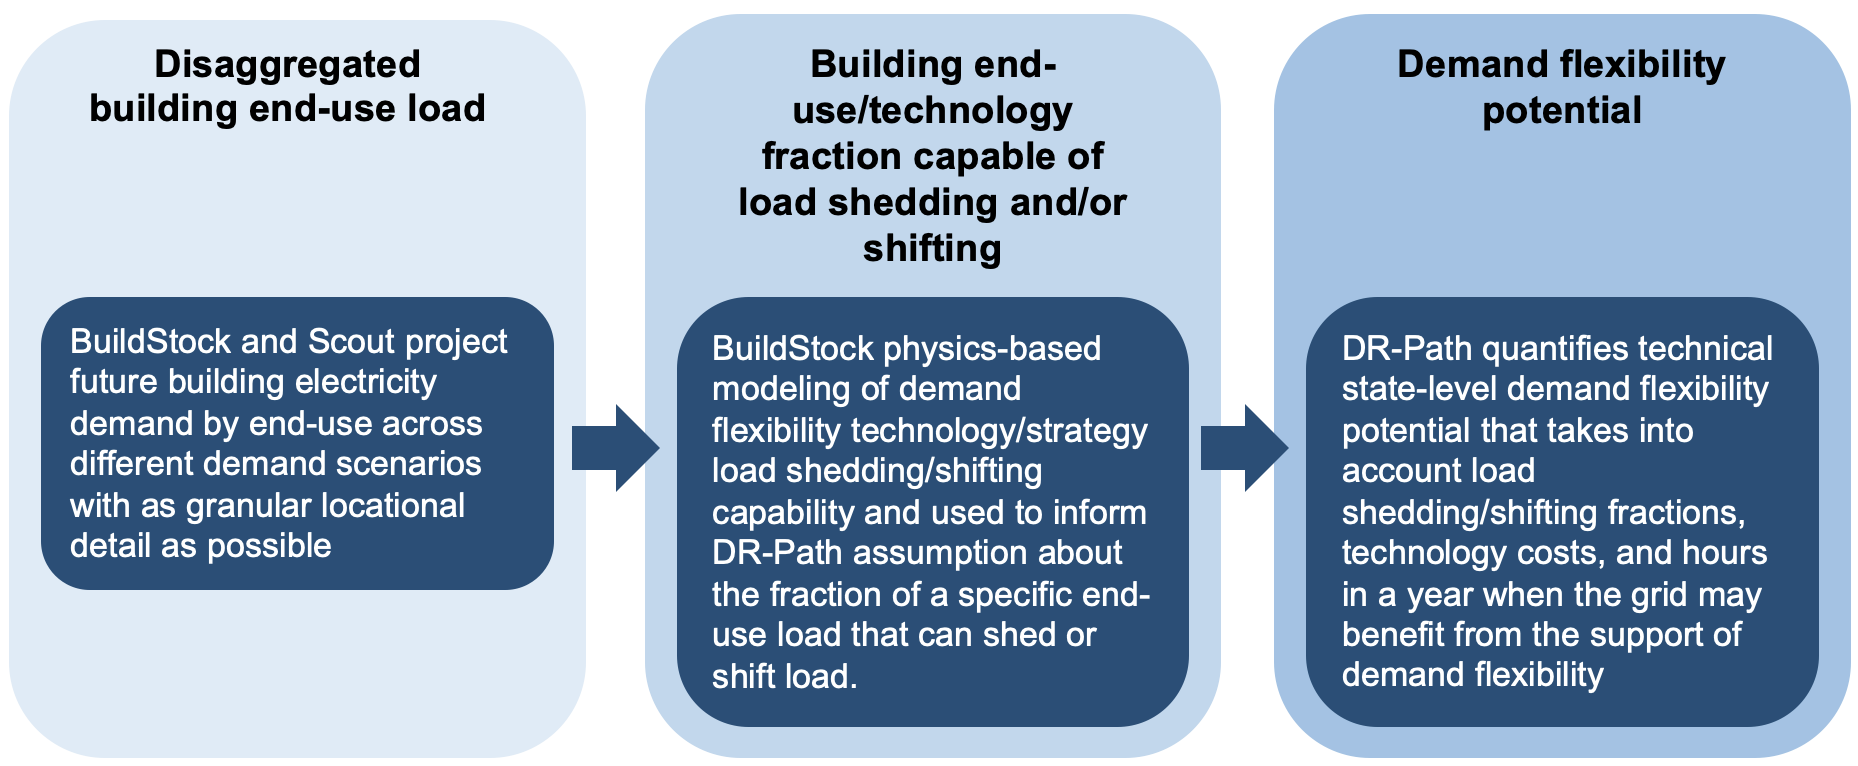 Disaggregated
building end-use load
BuildStock and Scout project
future building electricity
demand by end-use across
different demand scenarios
with as granular locational
detail as possible
Building end-
use/technology
fraction capable of
load shedding and/or
shifting
BuildStock physics-based
modeling of demand
flexibility technology/strategy
load shedding/shifting
capability and used to inform
DR-Path assumption about
the fraction of a specific end-
use load that can shed or
shift load.
Demand flexibility
potential
DR-Path quantifies technical
state-level demand flexibility
potential that takes into
account load
shedding/shifting fractions,
technology costs, and hours
in a year when the grid may
benefit from the support of
demand flexibility